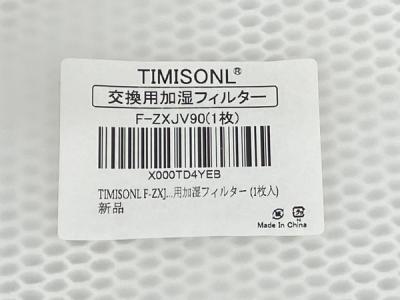 TIMISONL®
交換用加湿フィルター
F-ZXJV90(1枚)
X000TD4YEB
TIMISONL F-ZXJ...用加湿フィルター (1枚入)
新品
Made In China